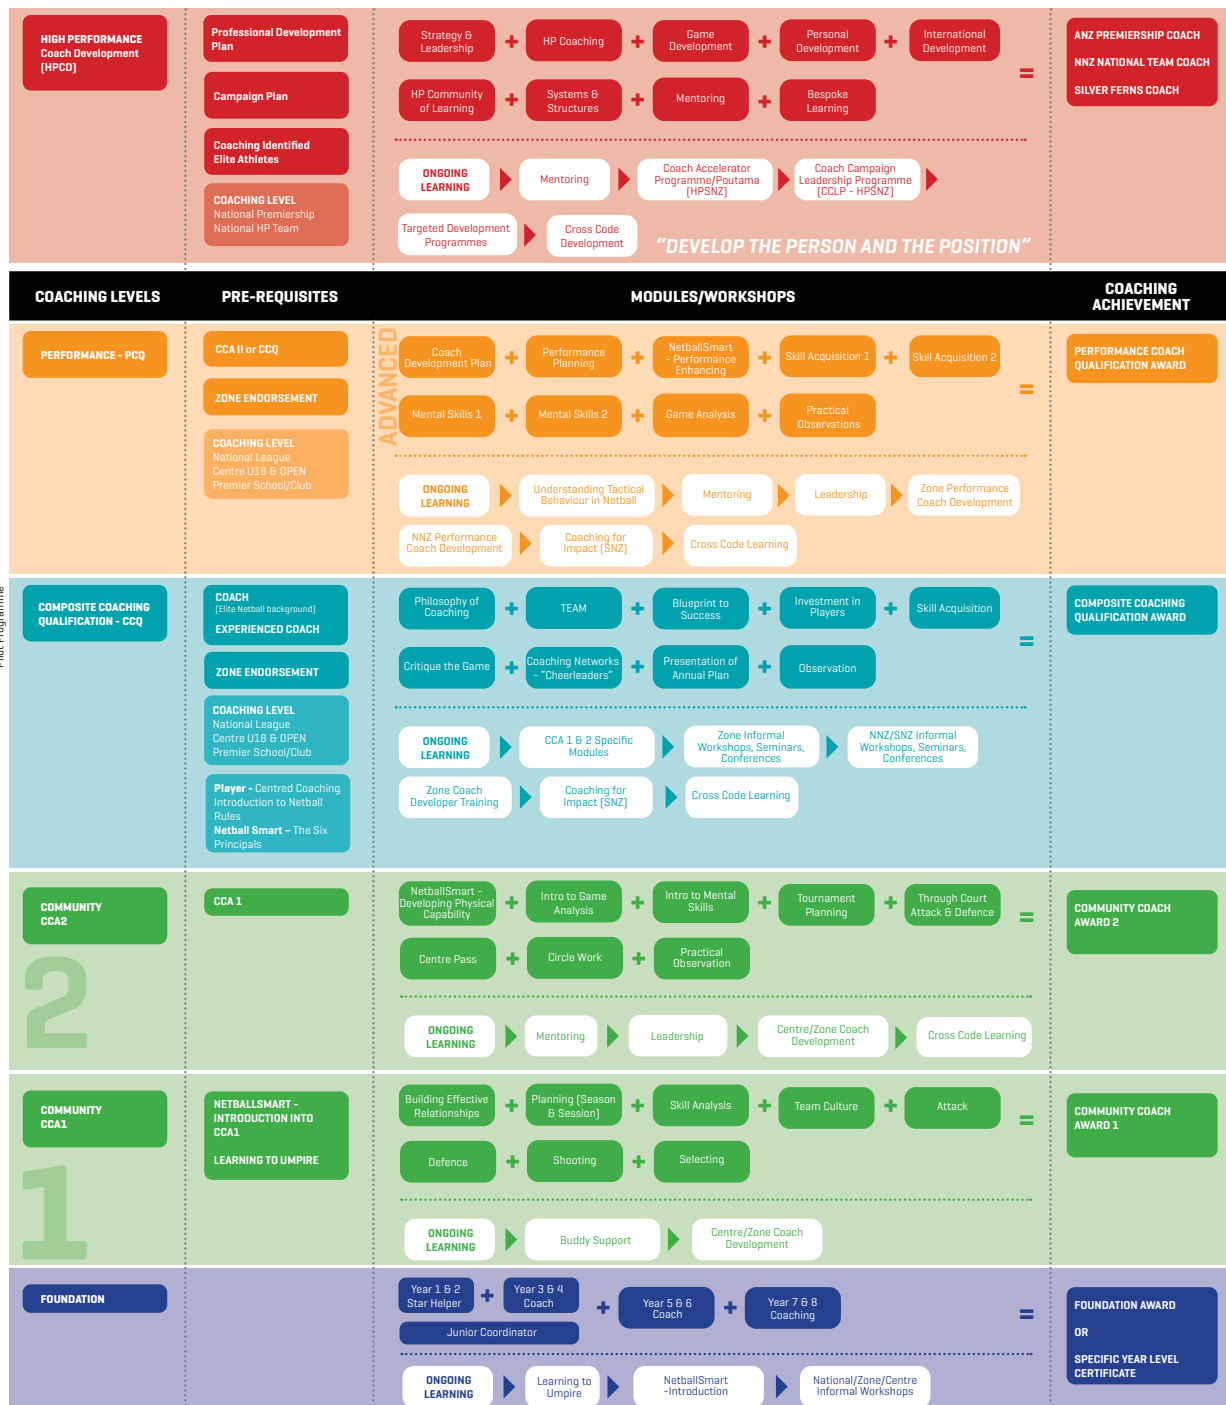 HIGH PERFORMANCE
Coach Development
(HPCD)
Professional Development
Plan
Campaign Plan
Coaching Identified
Elite Athletes
COACHING LEVEL
National Premiership
National HP Team
Strategy &
Leadership
+
HP Coaching
+
Game
Development
+
Personal
Development
+
International
Development
HP Community
of Learning
+
Systems &
Structures
+
Mentoring
+
Bespoke
Learning
=
ONGOING
LEARNING
Mentoring
Coach Accelerator
Programme/Poutama
(HPSNZ)
Coach Campaign
Leadership Programme
(CCLP - HPSNZ)
Targeted Development
Programmes
Cross Code
Development
"DEVELOP THE PERSON AND THE POSITION"
ANZ PREMIERSHIP COACH
NNZ NATIONAL TEAM COACH
SILVER FERNS COACH
COACHING LEVELS
PRE-REQUISITES
MODULES/WORKSHOPS
COACHING
ACHIEVEMENT
PERFORMANCE - PCQ
CCA II or CCQ
ZONE ENDORSEMENT
COACHING LEVEL
National League
Centre U18 & OPEN
Premier School/Club
ADVANCED
Coach
Development Plan
+
Performance
Planning
+
NetballSmart
- Performance
Enhancing
+
Skill Acquisition 1
+
Skill Acquisition 2
Mental Skills 1
+
Mental Skills 2
+
Game Analysis
+
Practical
Observations
=
ONGOING
LEARNING
Understanding Tactical
Behaviour in Netball
Mentoring
Leadership
Zone Performance
Coach Development
NNZ Performance
Coach Development
Coaching for
Impact (SNZ)
Cross Code Learning
PERFORMANCE COACH
QUALIFICATION AWARD
Pilot Programme
COMPOSITE COACHING
QUALIFICATION - CCQ
COACH
(Elite Netball background)
EXPERIENCED COACH
ZONE ENDORSEMENT
COACHING LEVEL
National League
Centre U18 & OPEN
Premier School/Club
Player - Centred Coaching
Introduction to Netball
Rules
Netball Smart – The Six
Principals
Philosophy of
Coaching
+
TEAM
+
Blueprint to
Success
+
Investment in
Players
+
Skill Acquisition
Critique the Game
+
Coaching Networks
- "Cheerleaders"
+
Presentation of
Annual Plan
+
Observation
=
ONGOING
LEARNING
CCA 1 & 2 Specific
Modules
Zone Informal
Workshops, Seminars,
Conferences
NNZ/SNZ Informal
Workshops, Seminars,
Conferences
Zone Coach
Developer Training
Coaching for
Impact (SNZ)
Cross Code Learning
COMPOSITE COACHING
QUALIFICATION AWARD
COMMUNITY
CCA2
2
CCA 1
NetballSmart -
Developing Physical
Capability
+
Intro to Game
Analysis
+
Intro to Mental
Skills
+
Tournament
Planning
+
Through Court
Attack & Defence
Centre Pass
+
Circle Work
+
Practical
Observation
=
ONGOING
LEARNING
Mentoring
Leadership
Centre/Zone Coach
Development
Cross Code Learning
COMMUNITY COACH
AWARD 2
COMMUNITY
CCA1
1
NETBALLSMART -
INTRODUCTION INTO
CCA1
LEARNING TO UMPIRE
Building Effective
Relationships
+
Planning (Season
& Session)
+
Skill Analysis
+
Team Culture
+
Attack
Defence
+
Shooting
+
Selecting
=
ONGOING
LEARNING
Buddy Support
Centre/Zone Coach
Development
COMMUNITY COACH
AWARD 1
FOUNDATION
Year 1 & 2
Star Helper
+
Year 3 & 4
Coach
Junior Coordinator
+
Year 5 & 6
Coach
+
Year 7 & 8
Coaching
=
ONGOING
LEARNING
Learning to
Umpire
NetballSmart
-Introduction
National/Zone/Centre
Informal Workshops
FOUNDATION AWARD
OR
SPECIFIC YEAR LEVEL
CERTIFICATE